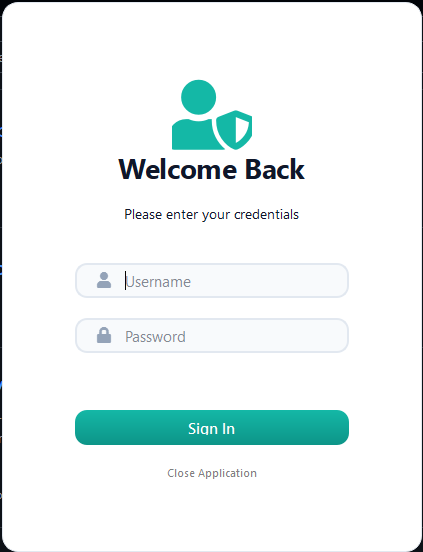 Welcome Back
Please enter your credentials
Username
Password
Sign In
Close Application